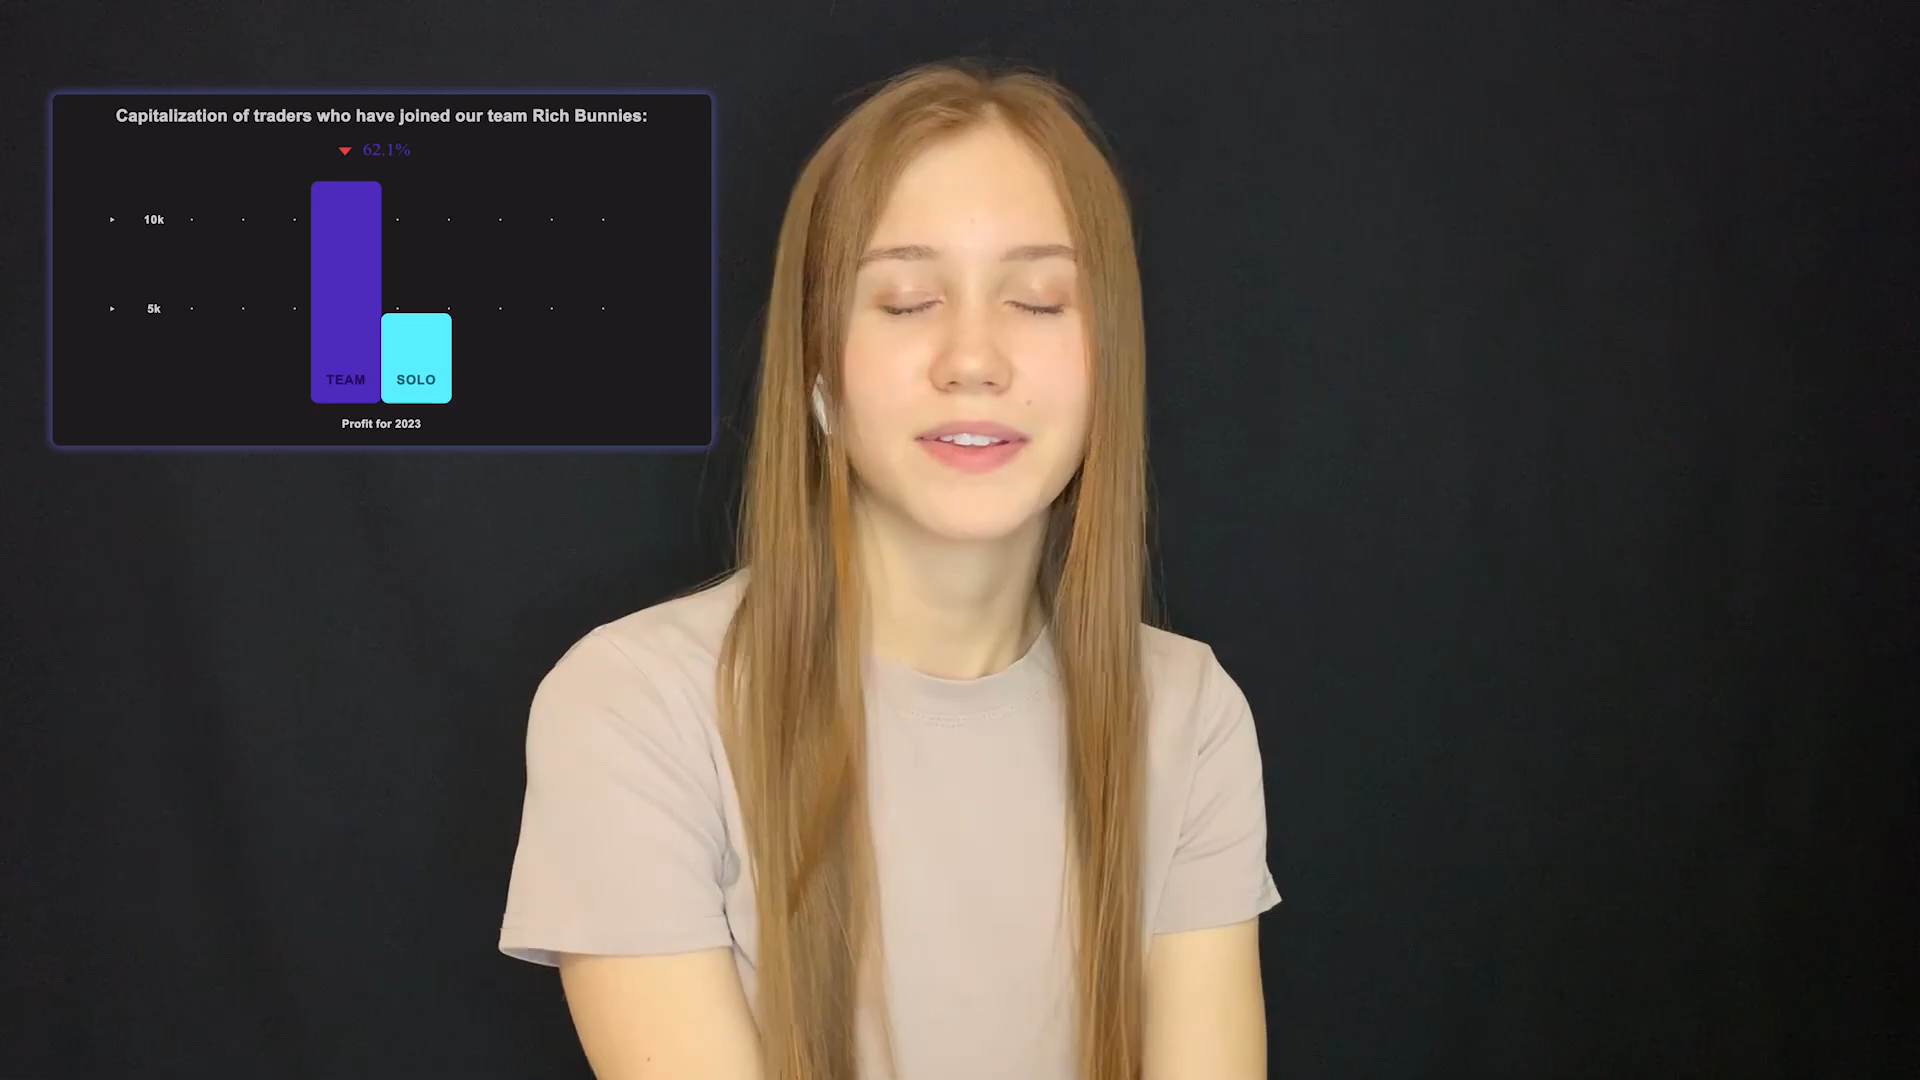 Capitalization of traders who have joined our team Rich Bunnies:
62.1%
10k
5k
TEAM SOLO
Profit for 2023